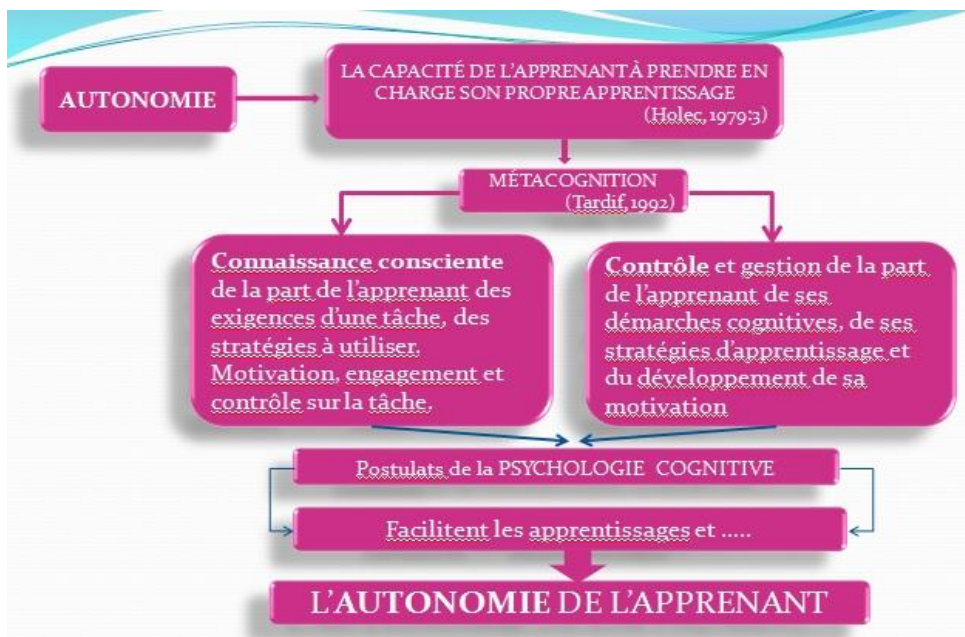 AUTONOMIE
LA CAPACITÉ DE L'APPRENANT À PRENDRE EN
CHARGE SON PROPRE APPRENTISSAGE
(Holec, 1979:3)
MÉTACOGNITION
(Tardif, 1992)
Connaissance consciente
de la part de l'apprenant des
exigences d'une tâche, des
stratégies à utiliser.
Motivation, engagement et
contrôle sur la tâche.
Contrôle et gestion de la part
de l'apprenant de ses
démarches cognitives, de ses
stratégies d'apprentissage et
du développement de sa
motivation
Postulats de la PSYCHOLOGIE COGNITIVE
Facilitent les apprentissages et .....
L'AUTONOMIE DE L'APPRENANT